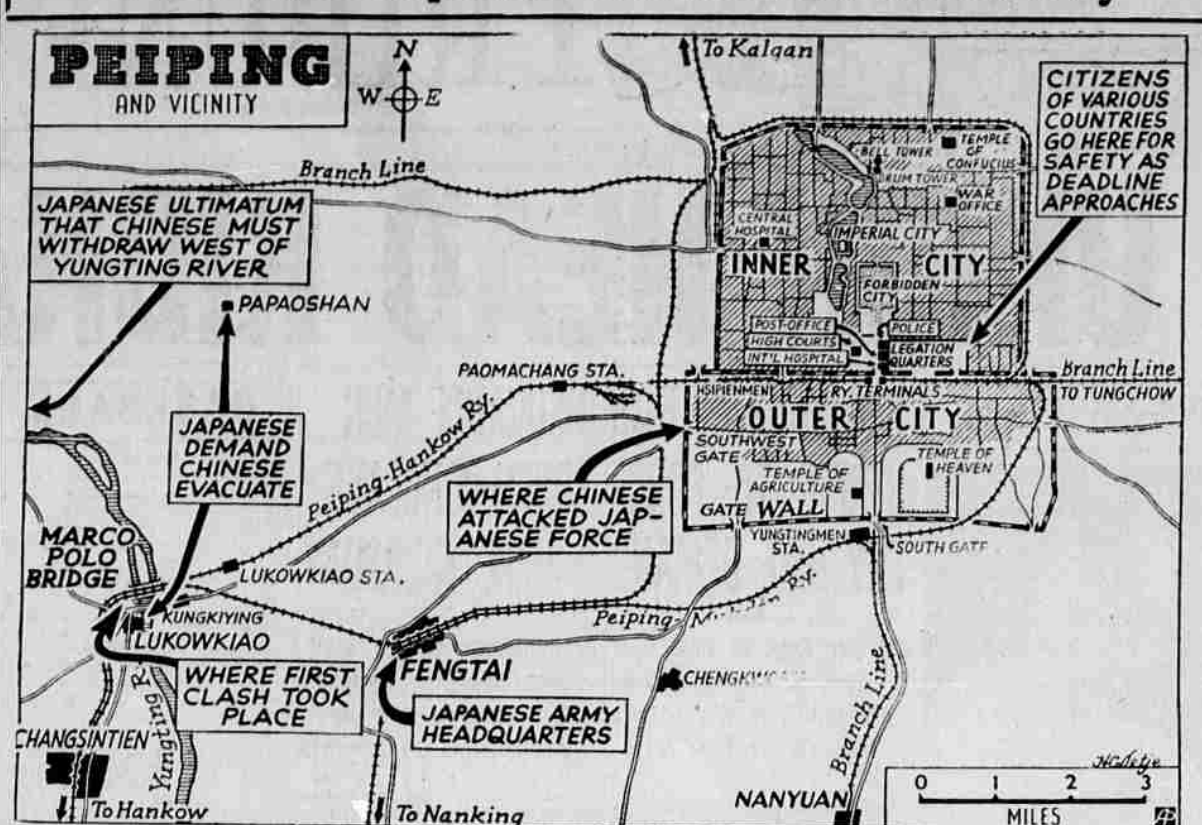 PEIPING
AND VICINITY
N
W
E
To Kalgan
CITIZENS
OF VARIOUS
COUNTRIES
GO HERE FOR
SAFETY AS
DEADLINE
APPROACHES
Branch Line
JAPANESE ULTIMATUM
THAT CHINESE MUST
WITHDRAW WEST OF
YUNGTING RIVER
PAPAOSHAN
BELL TOWER
TEMPLE
OF
CONFUCIUS
RUM TOWER
WAR
OFFICE
CENTRAL
HOSPITAL
IMPERIAL CITY
INNER CITY
FORBIDDEN
CITY
POST-OFFICE
HIGH COURTS
INT'L HOSPITAL
POLICE
LEGATION
QUARTERS
PAOMACHANG STA.
HSIPIENMEN
RY. TERMINALS
Branch Line
TO TUNGCHOW
OUTER CITY
SOUTHWEST
GATE
TEMPLE OF
AGRICULTURE
TEMPLE OF
HEAVEN
GATE WALL
YUNGTINGMEN
STA.
SOUTH GATE
JAPANESE
DEMAND
CHINESE
EVACUATE
Peiping-Hankow Ry.
WHERE CHINESE
ATTACKED JAP-
ANESE FORCE
MARCO
POLO
BRIDGE
LUKOWKIAO STA.
KUNGKIYING
LUKOWKIAO
Peiping- Ry.
WHERE FIRST
CLASH TOOK
PLACE
FENGTAI
JAPANESE ARMY
HEADQUARTERS
Yungting R.
CHANGSINTIEN
To Hankow
To Nanking
Branch Line
NANYUAN
0 1 2 3
MILES
AP